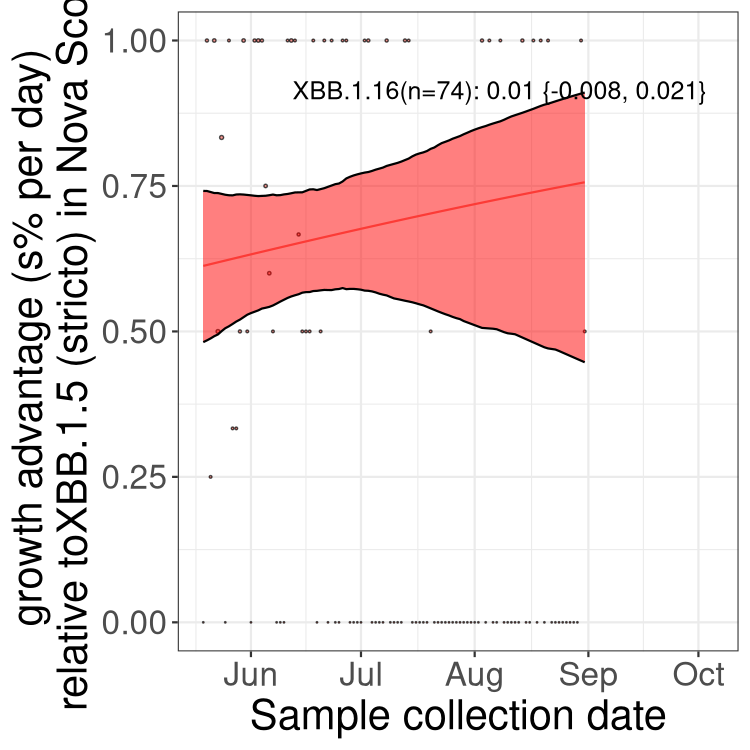 growth advantage (s% per day)
relative toXBB.1.5 (stricto) in Nova Sco
1.00
0.75
0.50
0.25
0.00
XBB.1.16(n=74): 0.01 {-0.008, 0.021}
Jun Jul Aug Sep Oct
Sample collection date